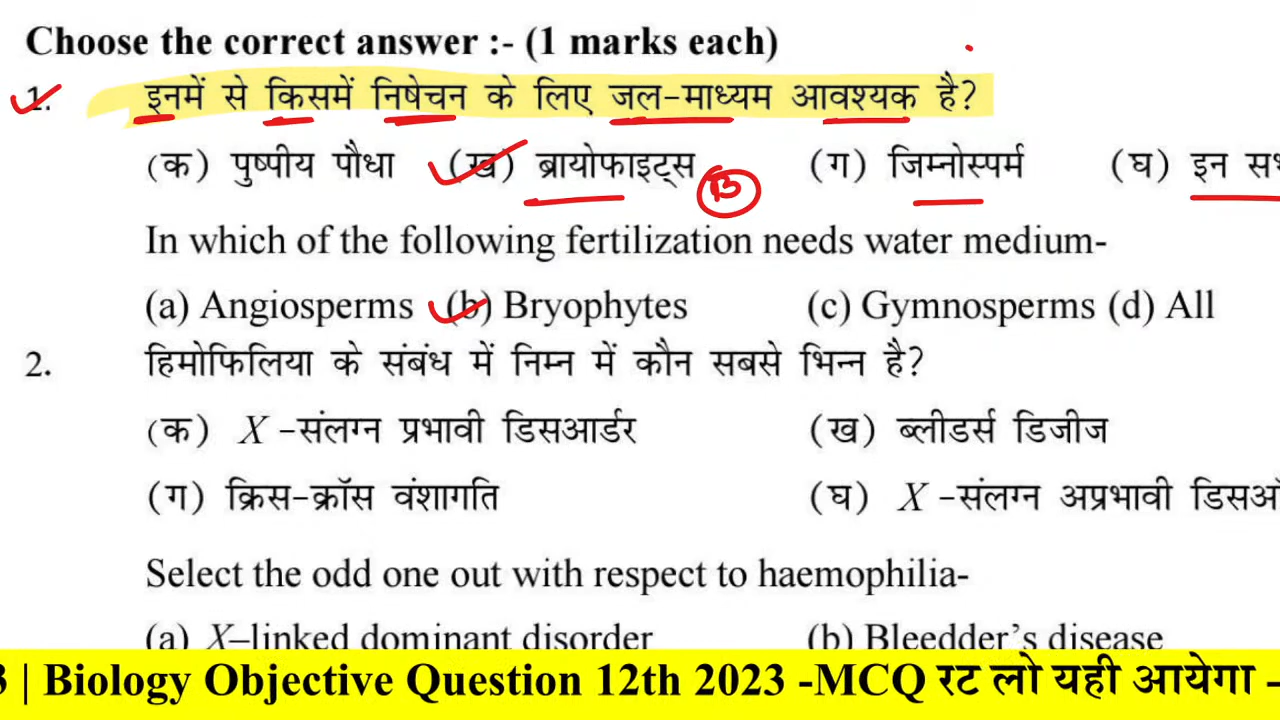 Choose the correct answer :- (1 marks each)
1. इनमें से किसमें निषेचन के लिए जल-माध्यम आवश्यक है?
(क) पुष्पीय पौधा (ख) ब्रायोफाइट्स B (ग) जिम्नोस्पर्म (घ) इन
In which of the following fertilization needs water medium-
(a) Angiosperms (b) Bryophytes (c) Gymnosperms (d) All
2. हिमोफिलिया के संबंध में निम्न में कौन सबसे भिन्न है?
(क) X -संलग्न प्रभावी डिसआर्डर (ख) ब्लीडर्स डिजीज
(ग) क्रिस-क्रॉस वंशागति (घ) X -संलग्न अप्रभावी
Select the odd one out with respect to haemophilia-
(a) X–linked dominant disorder (b) Bleedder's disease
3 | Biology Objective Question 12th 2023 -MCQ रट लो यही आयेगा -